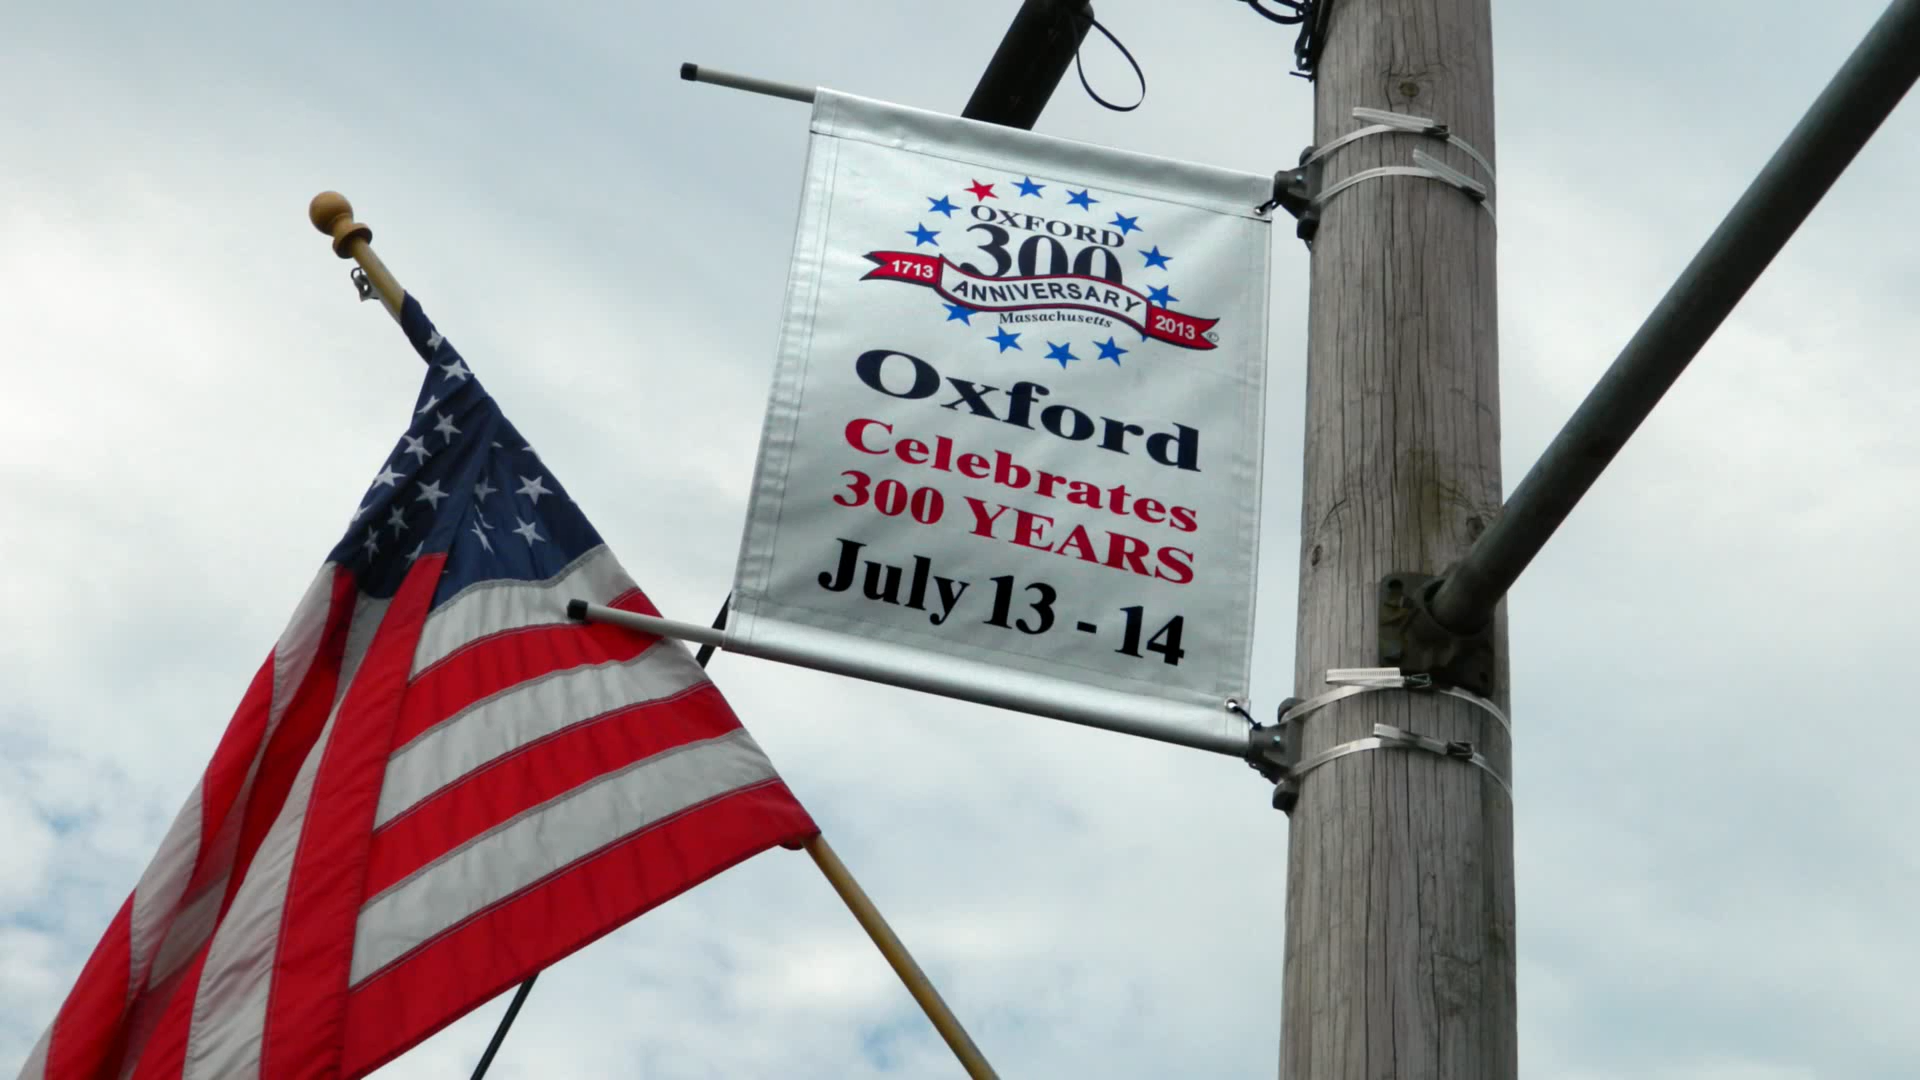 OXFORD
300
1713 ANNIVERSARY 2013
Massachusetts
©
Oxford
Celebrates
300 YEARS
July 13 - 14